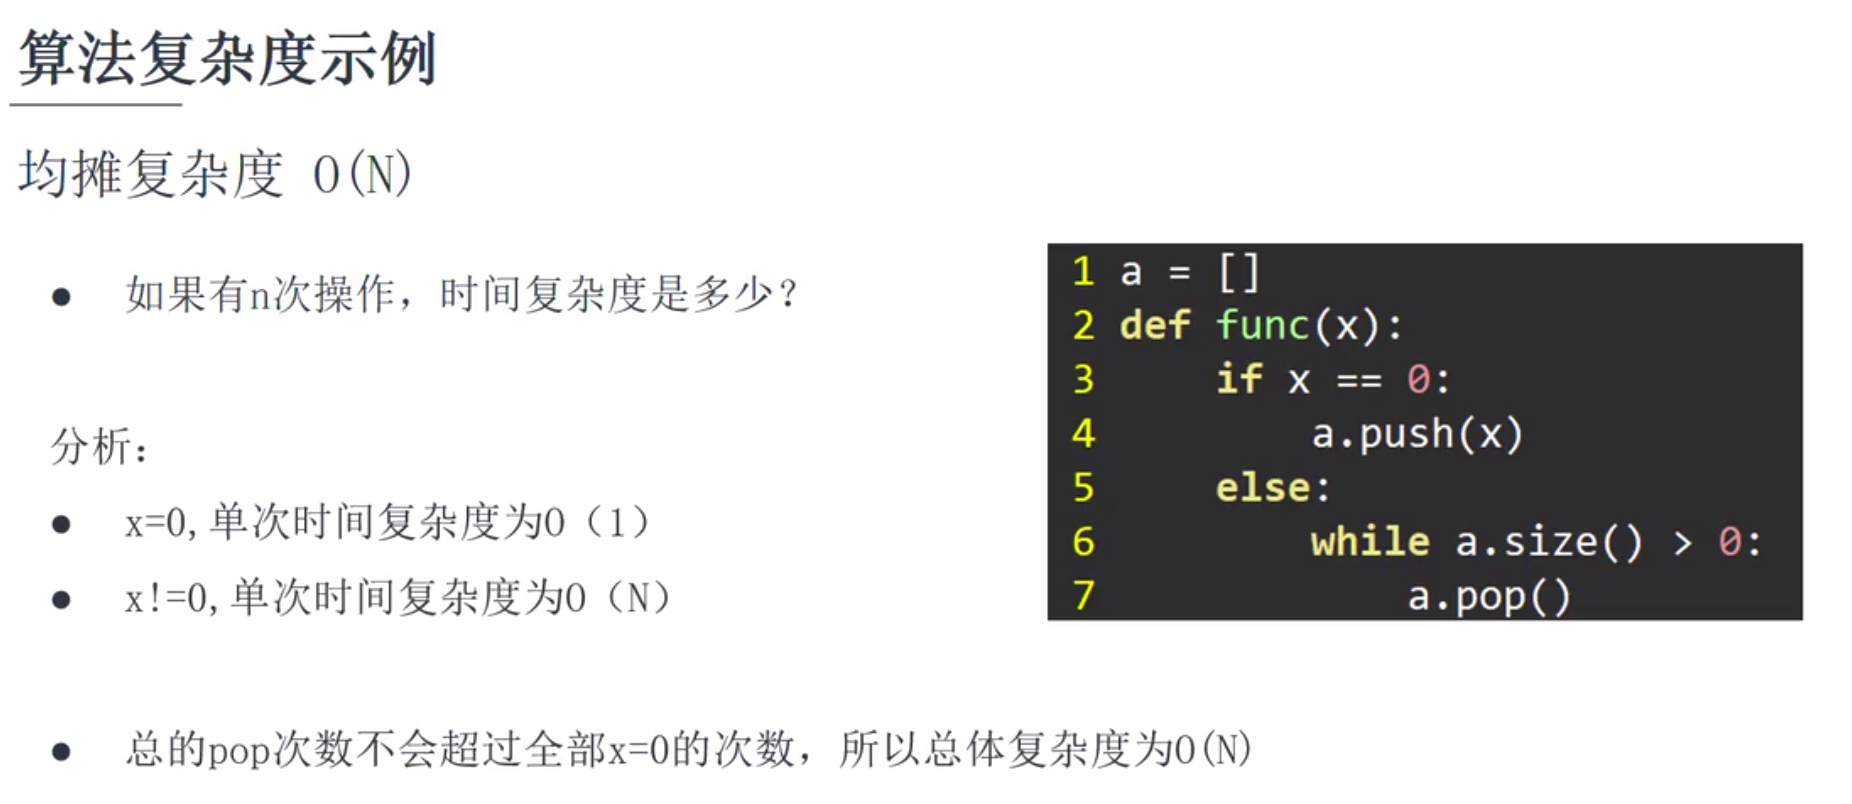 算法复杂度示例
均摊复杂度 O(N)
● 如果有n次操作，时间复杂度是多少？
分析：
● x=0,单次时间复杂度为O（1）
● x!=0,单次时间复杂度为O（N）
● 总的pop次数不会超过全部x=0的次数，所以总体复杂度为O(N)
1 a = []
2 def func(x):
3     if x == 0:
4         a.push(x)
5     else:
6         while a.size() > 0:
7             a.pop()